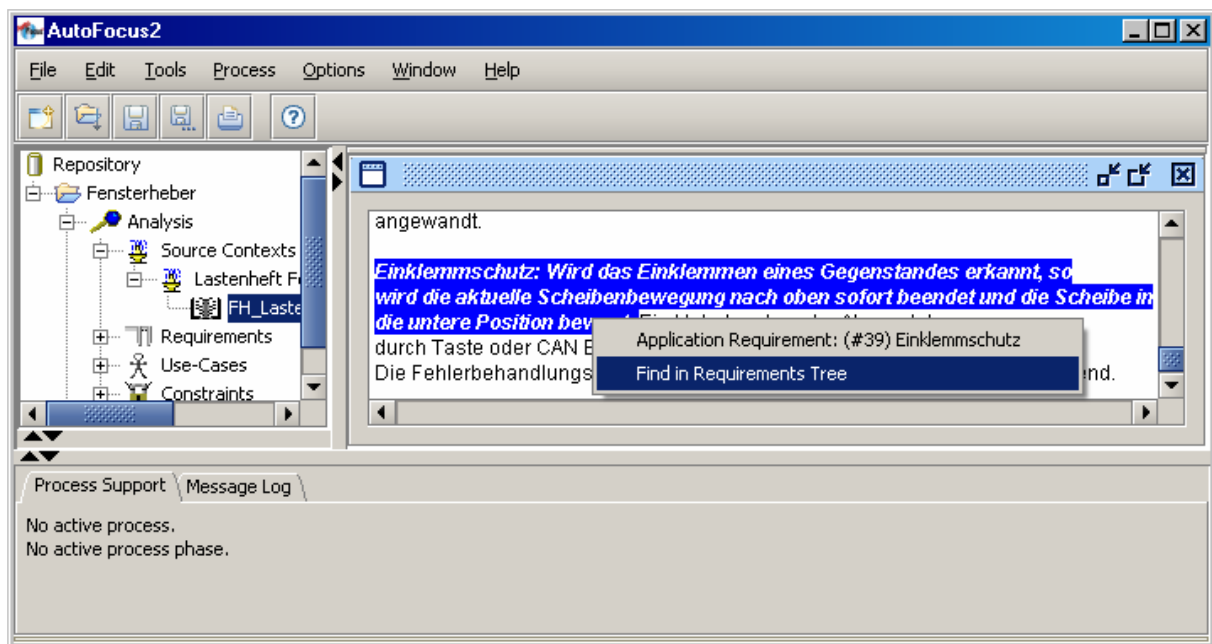 AutoFocus2
File Edit Tools Process Options Window Help
Repository
Fensterheber
Analysis
Source Contexts
Lastenheft
FH_Laste
Requirements
Use-Cases
Constraints
angewandt.
Einklemmschutz: Wird das Einklemmen eines Gegenstandes erkannt, so
wird die aktuelle Scheibenbewegung nach oben sofort beendet und die Scheibe in
die untere Position
durch Taste oder CAN
Die Fehlerbehandlungs
Application Requirement: (#39) Einklemmschutz
Find in Requirements Tree
Process Support Message Log
No active process.
No active process phase.